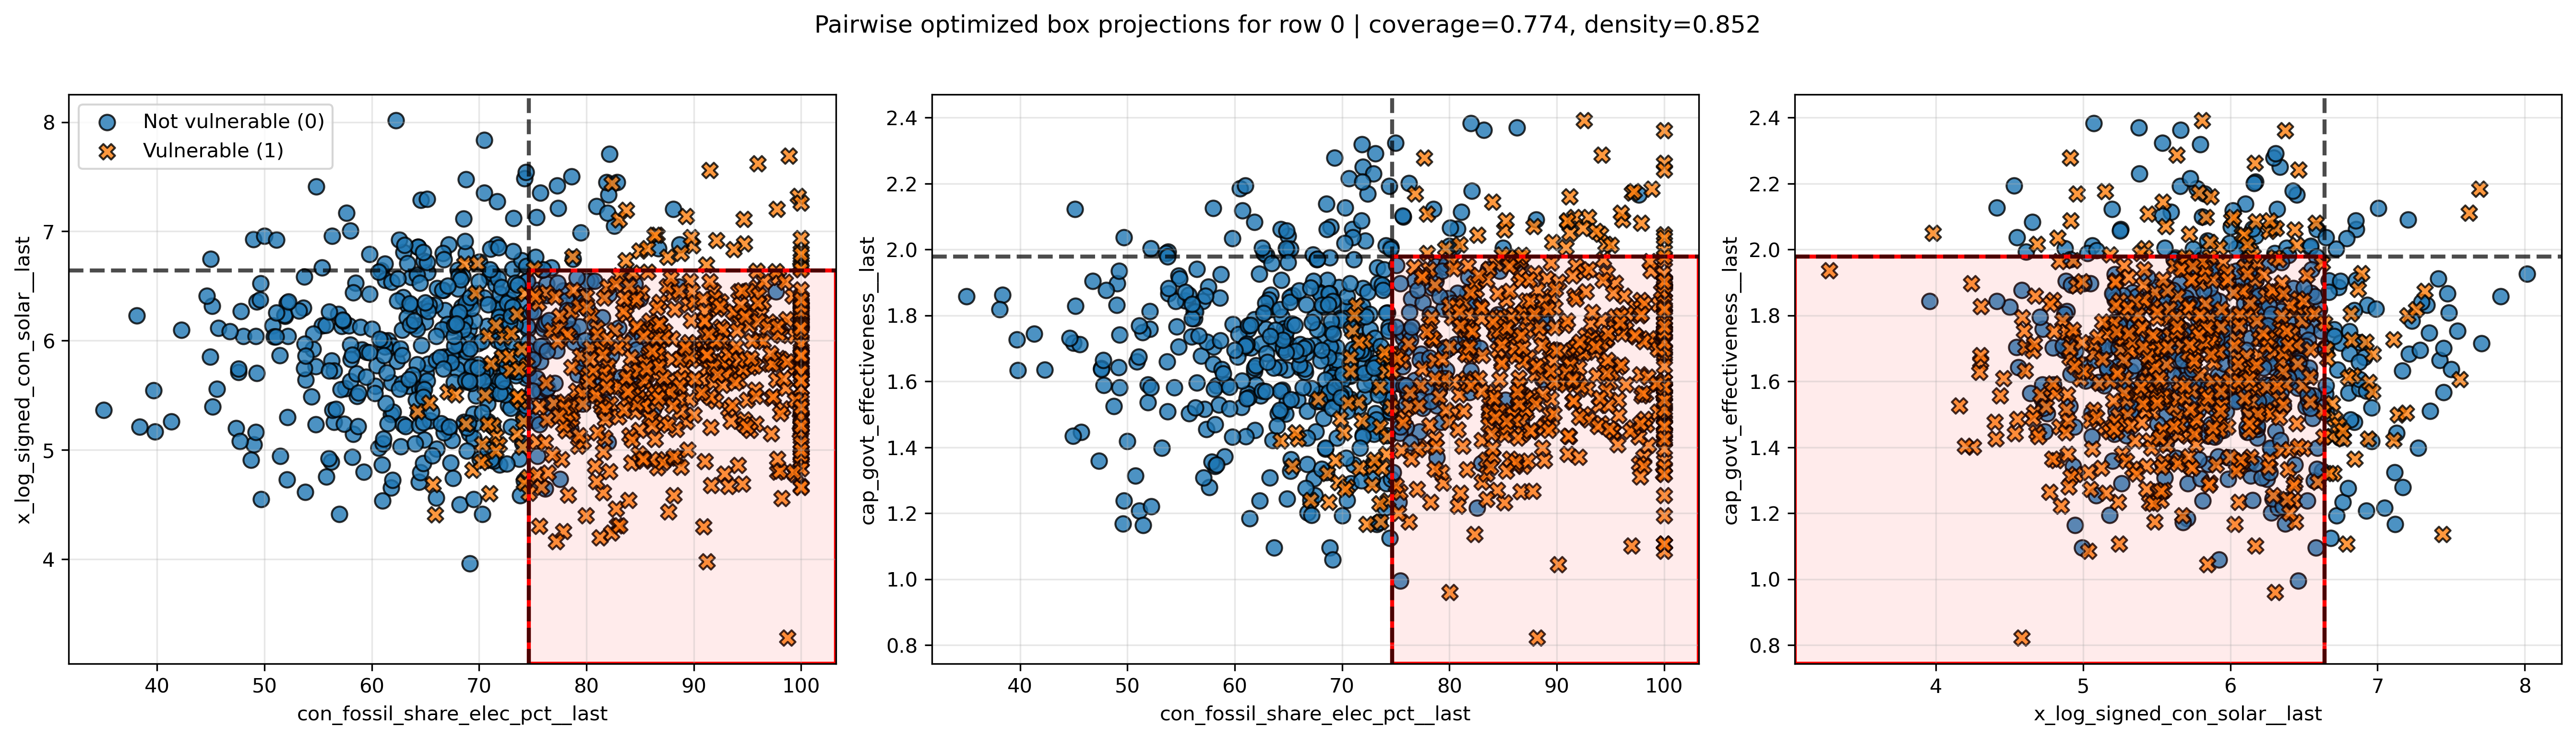 Pairwise optimized box projections for row 0 | coverage=0.774, density=0.852
Not vulnerable (0)
Vulnerable (1)
x_log_signed_con_solar__last
8
7
6
5
4
40 50 60 70 80 90 100
con_fossil_share_elec_pct__last
cap_govt_effectiveness__last
2.4
2.2
2.0
1.8
1.6
1.4
1.2
1.0
0.8
40 50 60 70 80 90 100
con_fossil_share_elec_pct__last
cap_govt_effectiveness__last
2.4
2.2
2.0
1.8
1.6
1.4
1.2
1.0
0.8
4 5 6 7 8
x_log_signed_con_solar__last